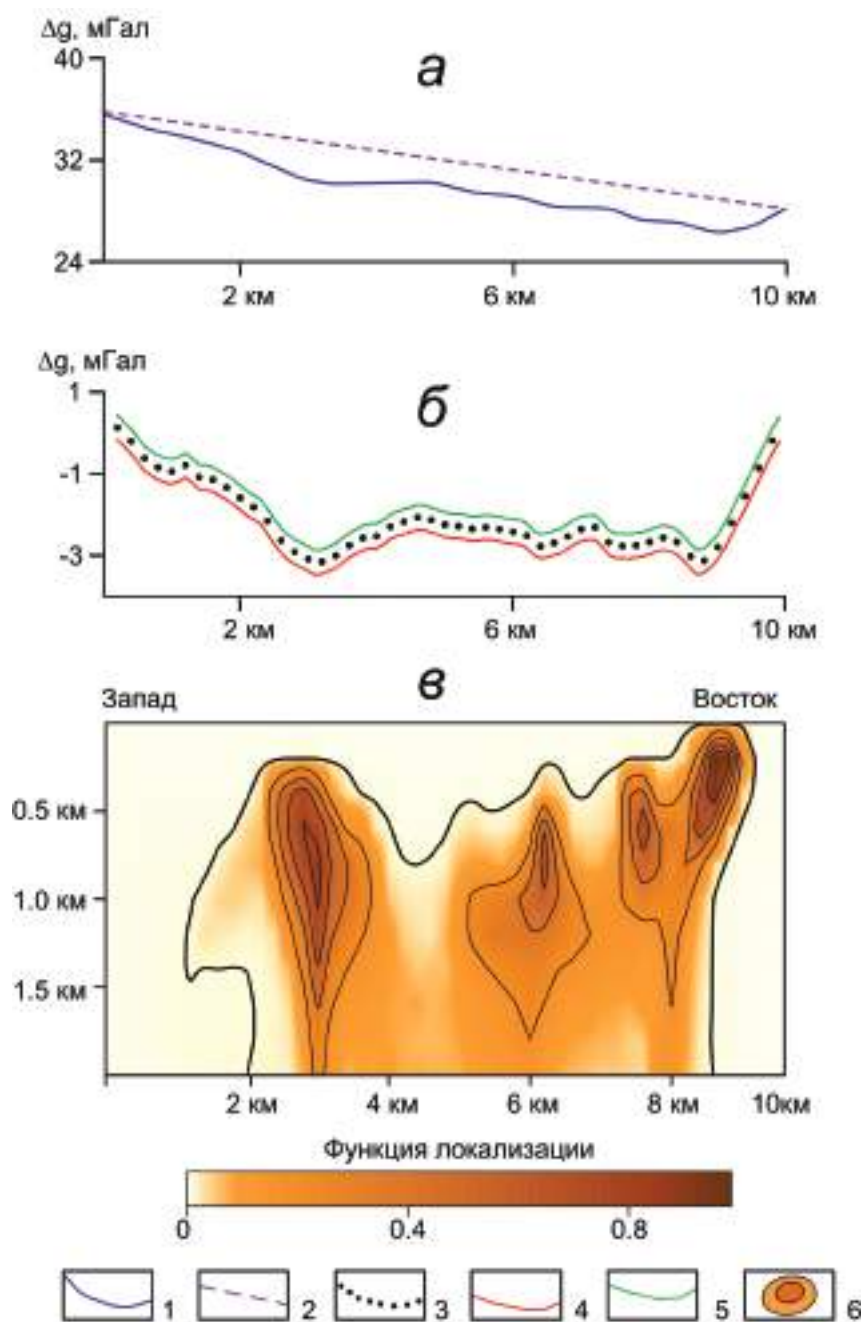 Δg, мГал
а
40
32
24
2 км 6 км 10 км
Δg, мГал
б
1
-1
-3
2 км 6 км 10 км
в
Запад Восток
0.5 км
1.0 км
1.5 км
2 км 4 км 6 км 8 км 10км
Функция локализации
0 0.4 0.8
1 2 3 4 5 6